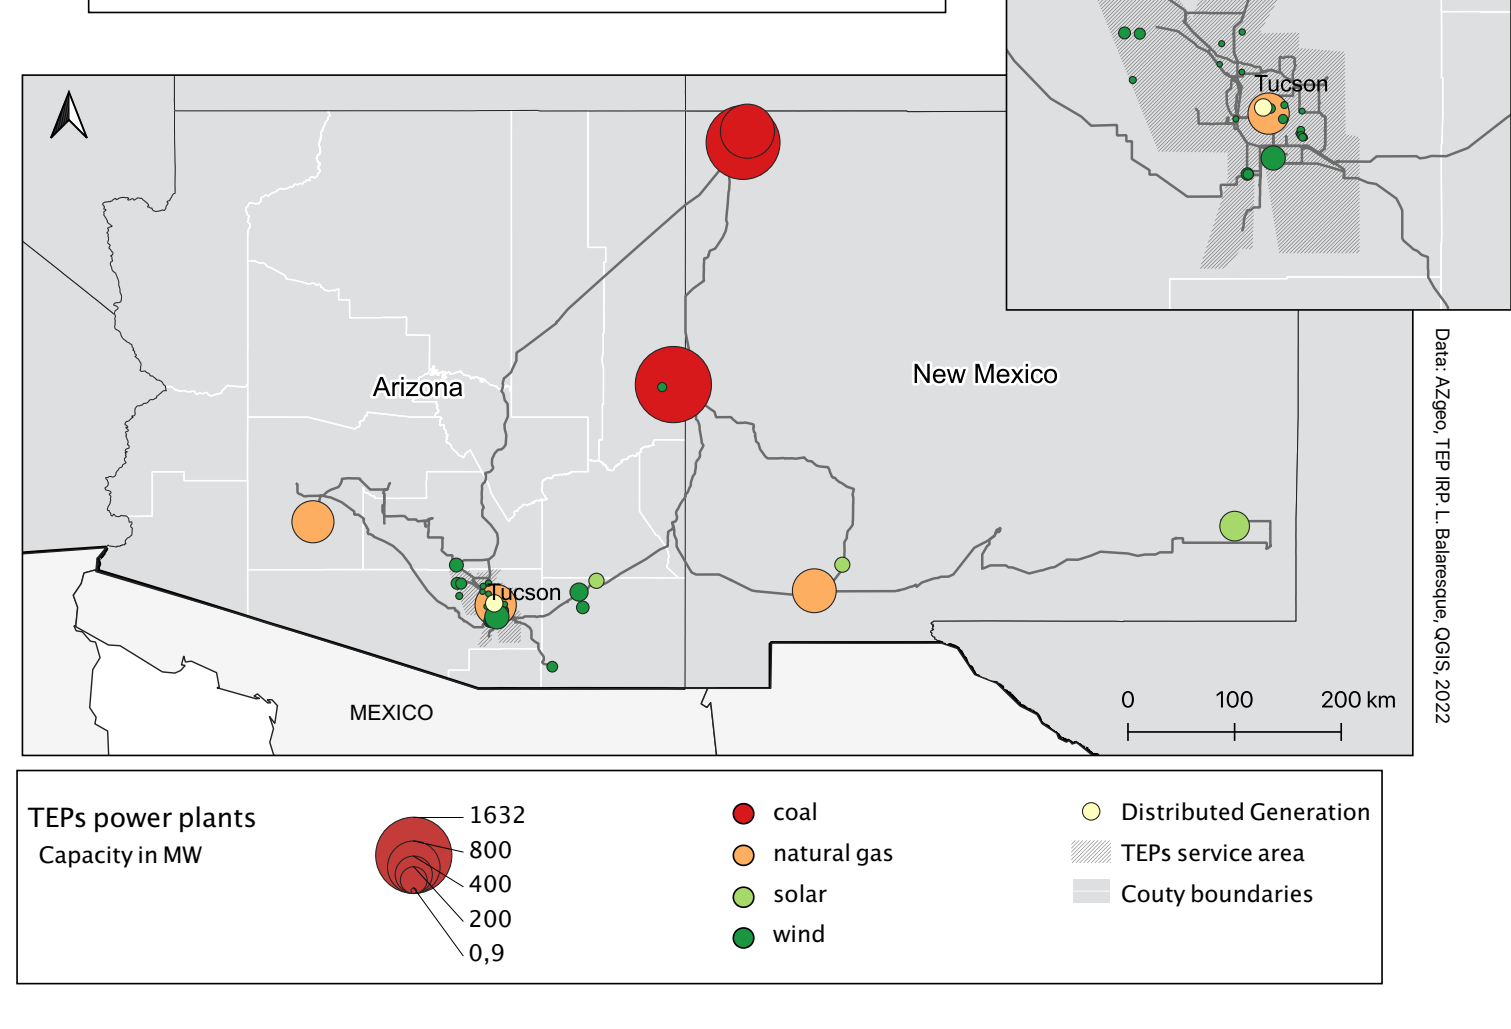 Tucson
Arizona
New Mexico
Tucson
MEXICO
0 100 200 km
Data: AZgeo, TEP IRP. L. Balaresque, QGIS, 2022
TEPs power plants
Capacity in MW
1632
800
400
200
0,9
coal
natural gas
solar
wind
Distributed Generation
TEPs service area
Couty boundaries